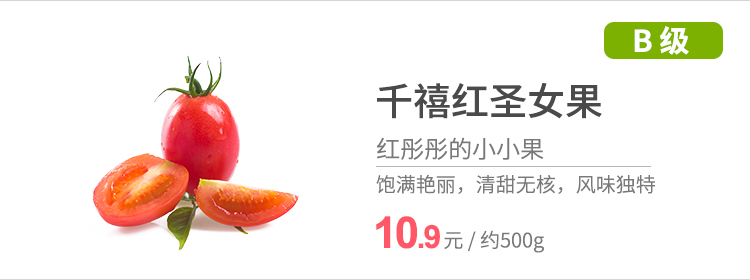 B 级
千禧红圣女果
红彤彤的小小果
饱满艳丽，清甜无核，风味独特
10.9元 / 约500g